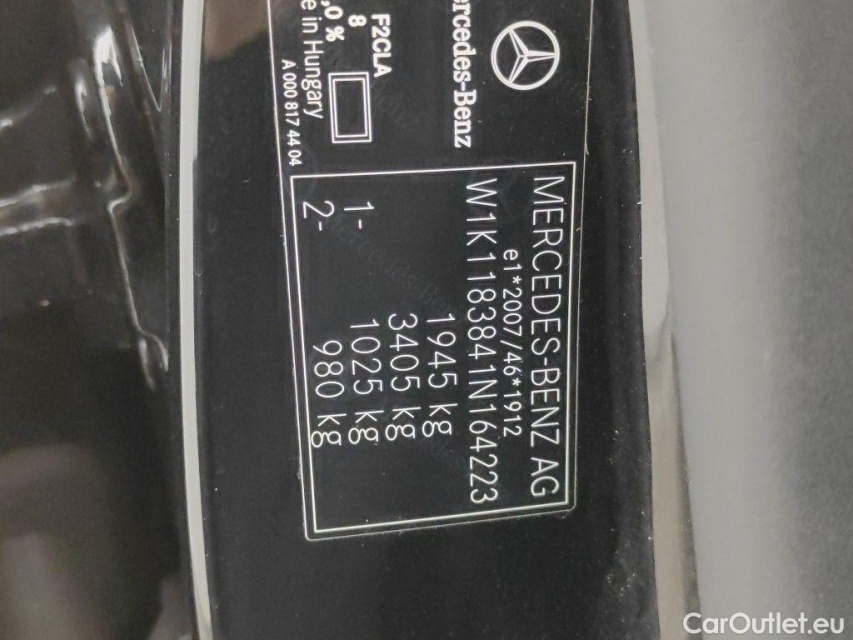 Mercedes-Benz
F2CLA
8
,0 %
e in Hungary
A 000 817 44 04
MERCEDES-BENZ AG
e1*2007/46*1912
W1K1183841N164223
1945 kg
3405 kg
1- 1025 kg
2- 980 kg
CarOutlet.eu